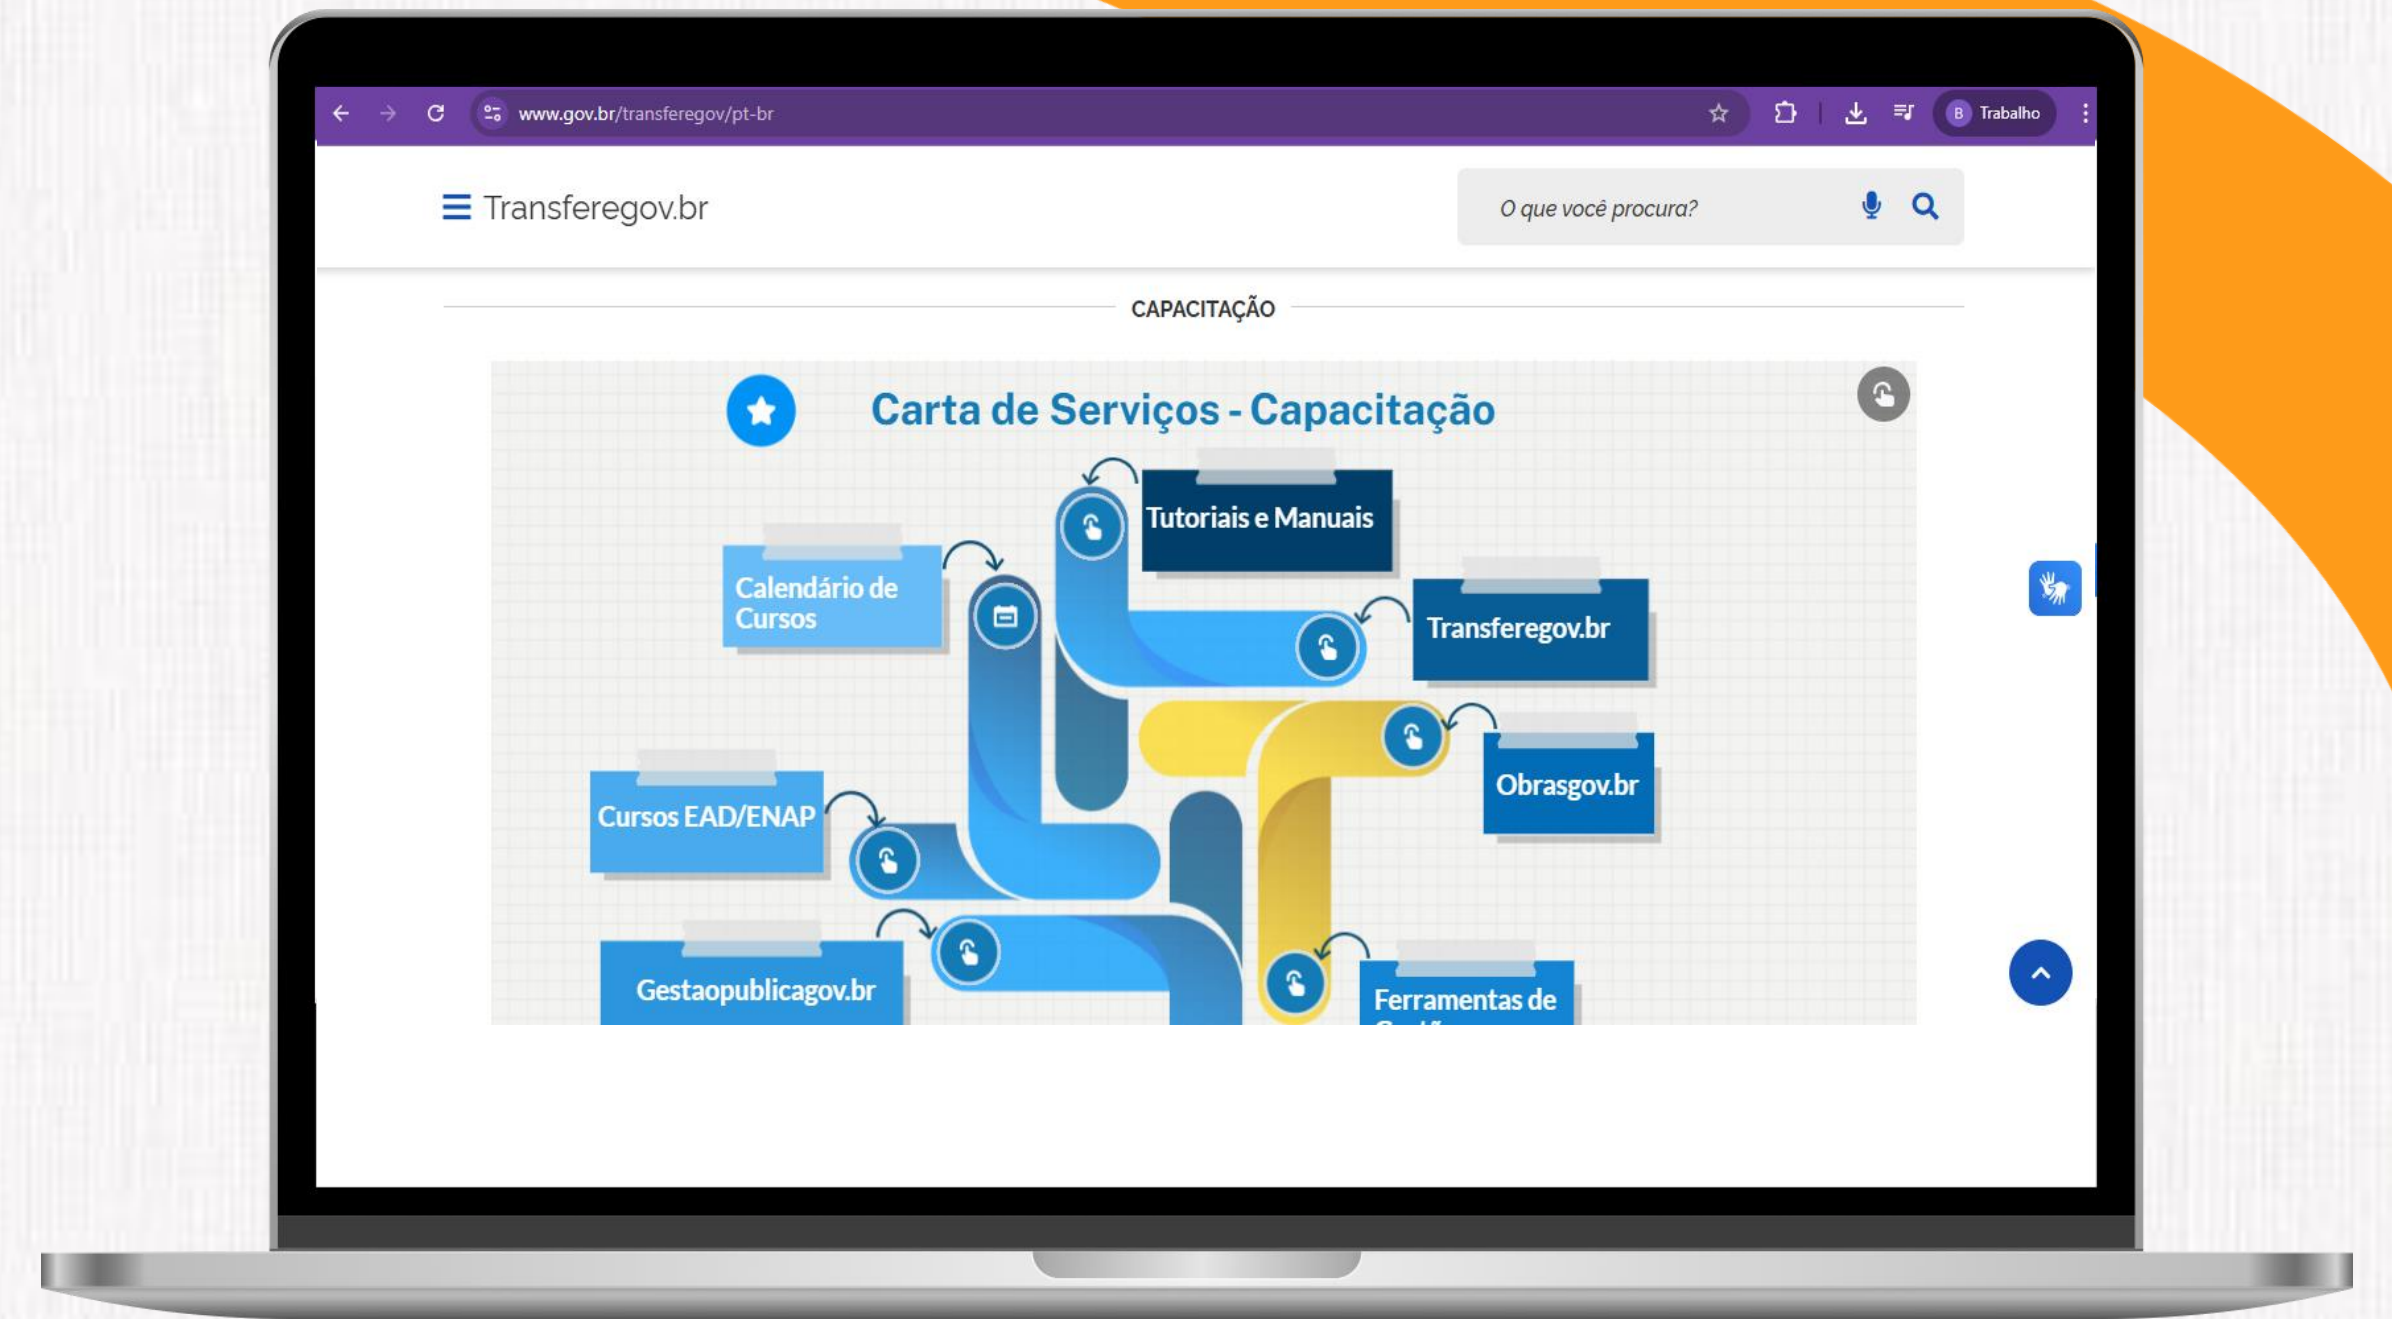 www.gov.br/transferegov/pt-br
B Trabalho
Transferegov.br
O que você procura?
CAPACITAÇÃO
Carta de Serviços - Capacitação
Tutoriais e Manuais
Calendário de
Cursos
Transferegov.br
Obrasgov.br
Cursos EAD/ENAP
Gestaopublicagov.br
Ferramentas de